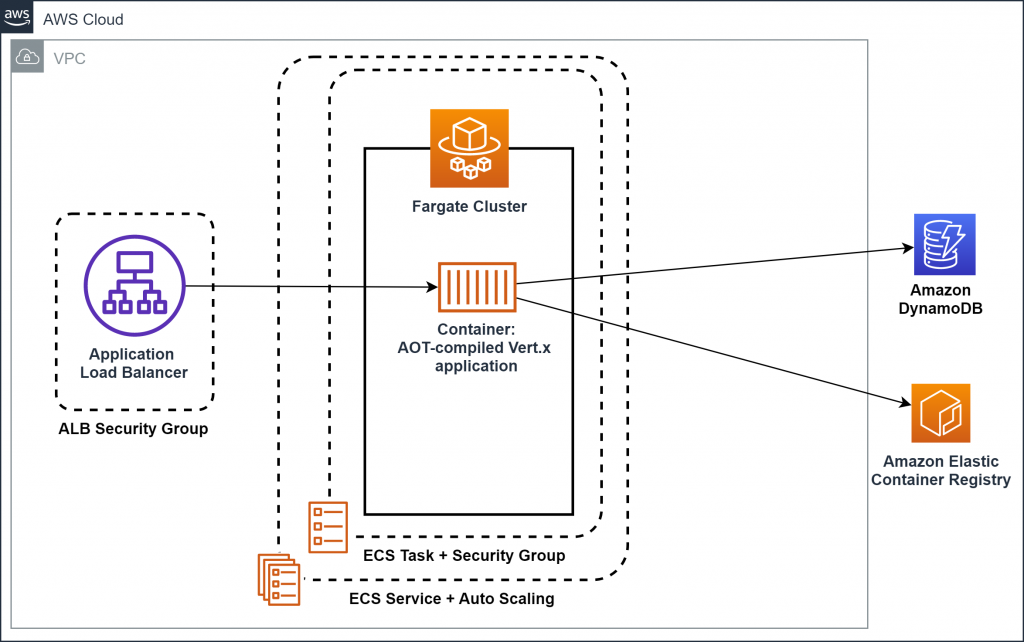 aws
AWS Cloud
VPC
Fargate Cluster
Application
Load Balancer
ALB Security Group
Container:
AOT-compiled Vert.x
application
Amazon
DynamoDB
Amazon Elastic
Container Registry
ECS Task + Security Group
ECS Service + Auto Scaling